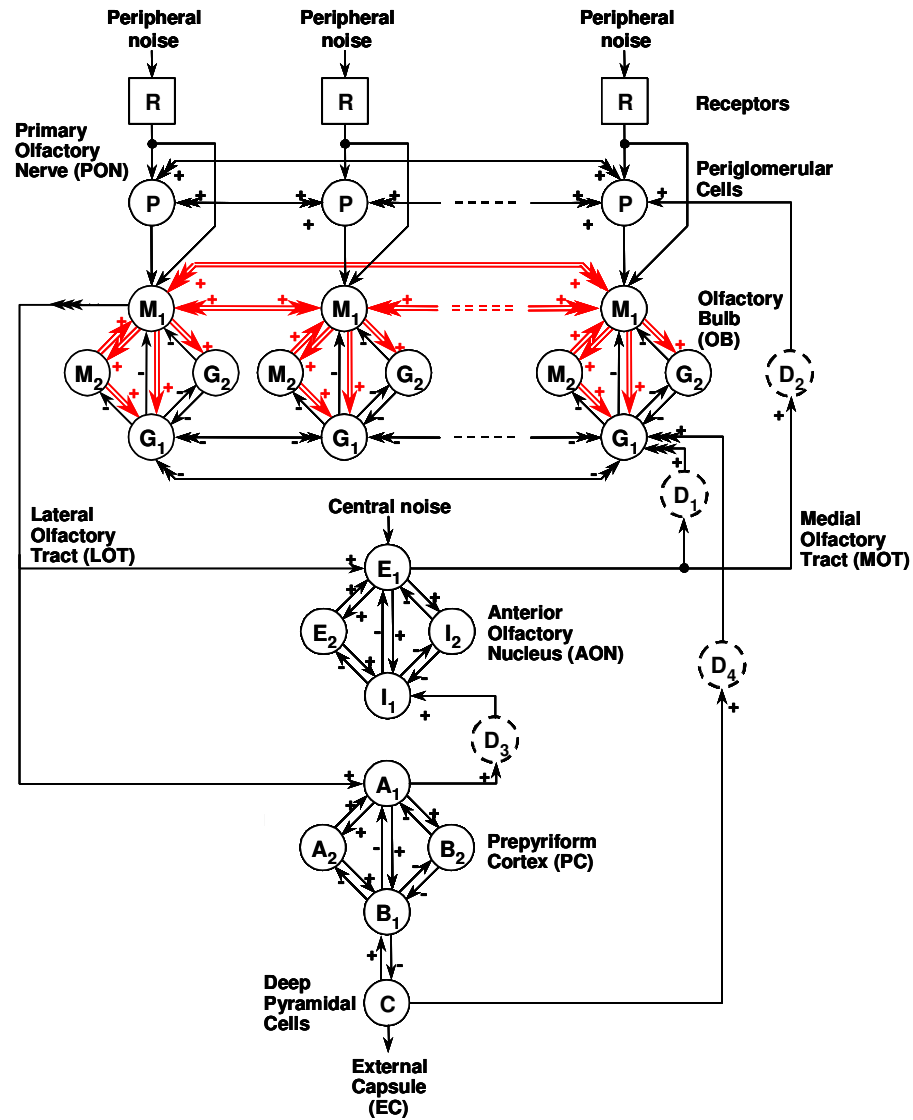 Peripheral noise
Peripheral noise
Peripheral noise
R
R
R
Receptors
Primary Olfactory Nerve (PON)
Periglomerular Cells
+
+
P
+
+
P
+
+
+
P
+
M₁
+
+
M₁
+
+
M₁
+
+
Olfactory Bulb (OB)
+
+
+
-
+
+
+
-
+
+
+
-
M₂
G₂
M₂
G₂
M₂
G₂
D₂
+
-
+
-
+
-
+
-
+
-
+
-
+
-
+
-
+
-
+
G₁
-
-
G₁
-
-
G₁
+
+
-
-
D₁
Lateral Olfactory Tract (LOT)
Central noise
Medial Olfactory Tract (MOT)
+
E₁
+
+
-
+
E₂
-
+
I₂
Anterior Olfactory Nucleus (AON)
+
-
-
-
I₁
+
D₄
+
D₃
+
+
A₁
+
+
-
+
A₂
-
+
B₂
Prepyriform Cortex (PC)
+
-
-
-
B₁
+
-
Deep Pyramidal Cells
C
External Capsule (EC)